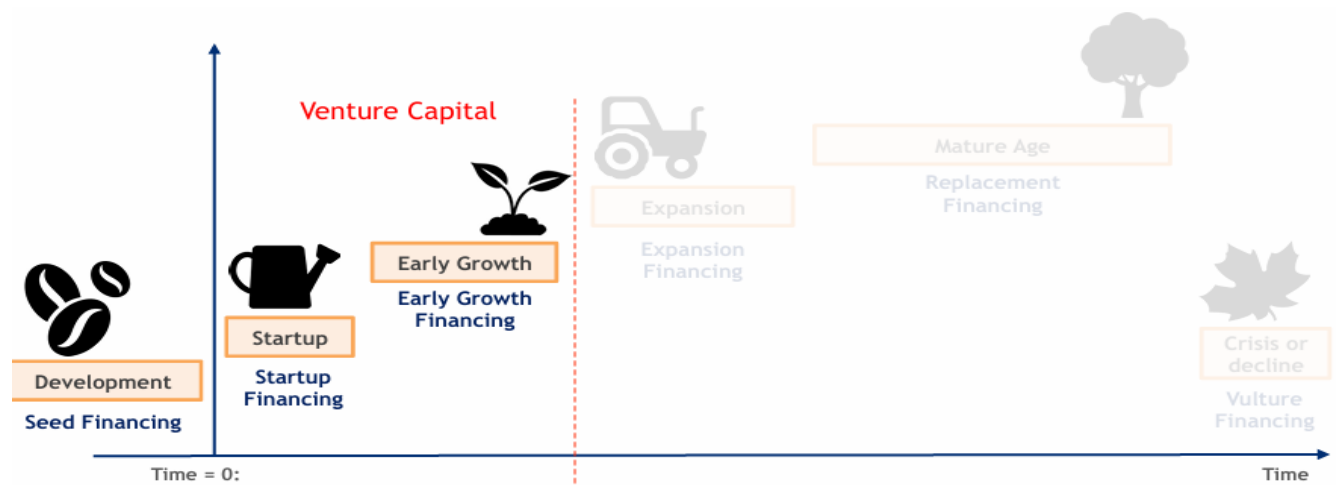 Venture Capital
Development
Seed Financing
Startup
Startup
Financing
Early Growth
Early Growth
Financing
Expansion
Expansion
Financing
Mature Age
Replacement
Financing
Crisis or
decline
Vulture
Financing
Time = 0:
Time